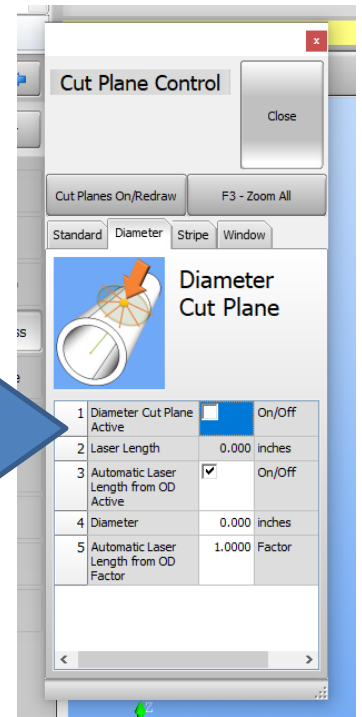 x
Cut Plane Control
Close
Cut Planes On/Redraw
F3 - Zoom All
Standard Diameter Stripe Window
Diameter
Cut Plane
1 Diameter Cut Plane On/Off
Active
2 Laser Length 0.000 inches
3 Automatic Laser On/Off
Length from OD
Active
4 Diameter 0.000 inches
5 Automatic Laser 1.0000 Factor
Length from OD
Factor
ss
Z